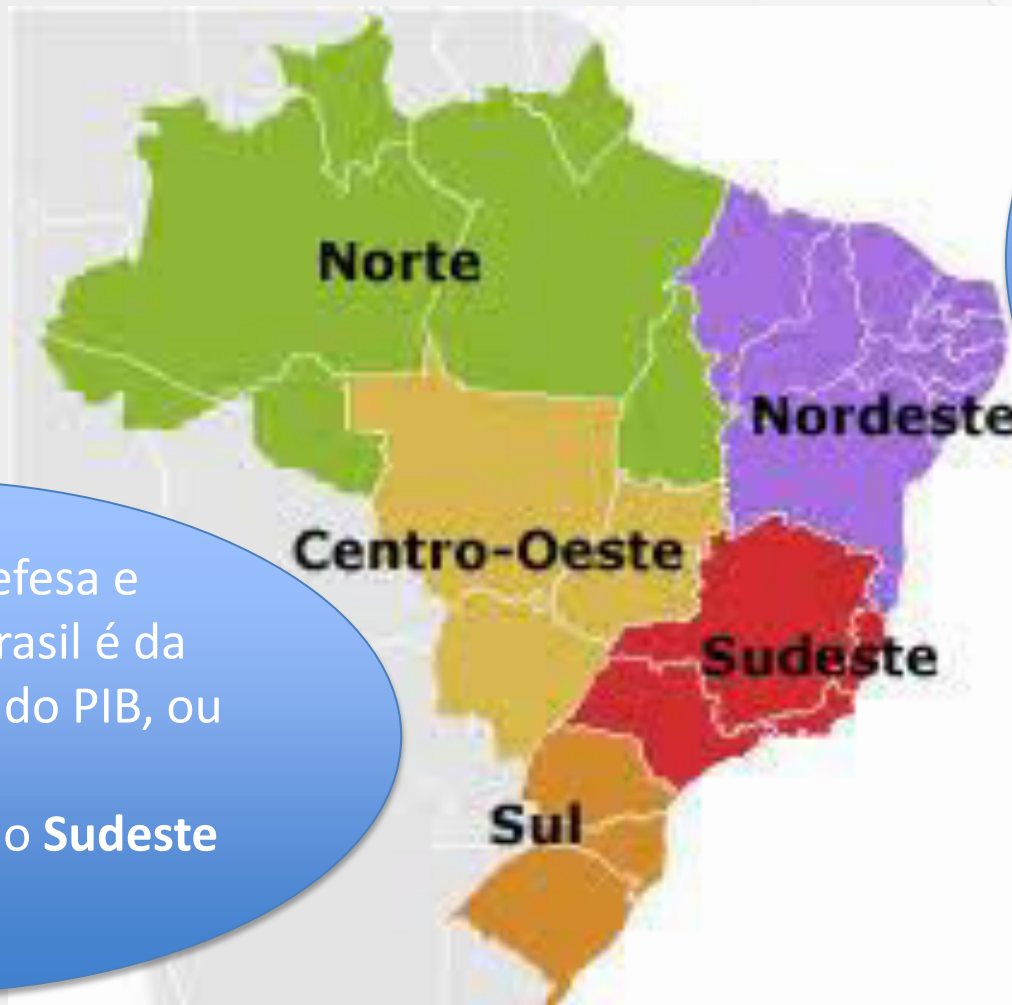 Norte
Nordeste
Centro-Oeste
efesa e
rasil é da
do PIB, ou
o Sudeste
Sudeste
Sul